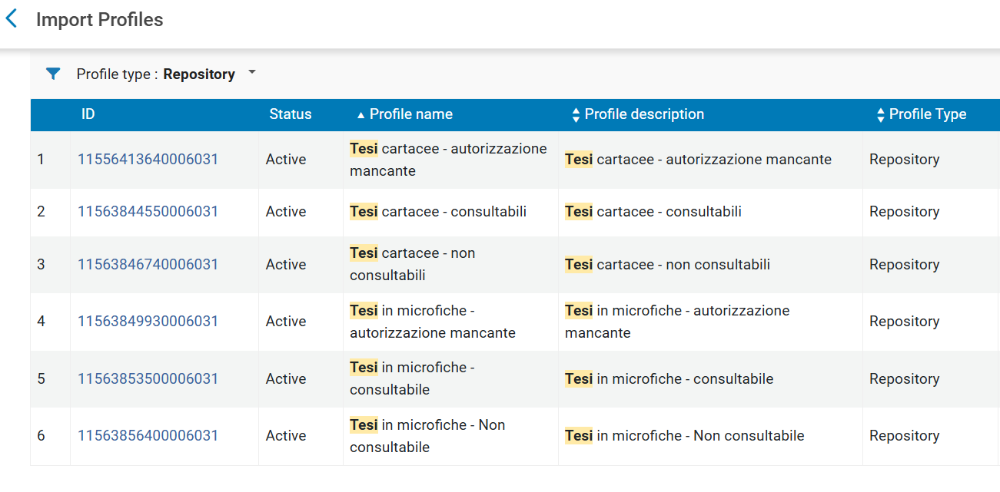 Import Profiles
Profile type : Repository
ID Status Profile name Profile description Profile Type
1 11556413640006031 Active Tesi cartacee - autorizzazione mancante Tesi cartacee - autorizzazione mancante Repository
2 11563844550006031 Active Tesi cartacee - consultabili Tesi cartacee - consultabili Repository
3 11563846740006031 Active Tesi cartacee - non consultabili Tesi cartacee - non consultabili Repository
4 11563849930006031 Active Tesi in microfiche - autorizzazione mancante Tesi in microfiche - autorizzazione mancante Repository
5 11563853500006031 Active Tesi in microfiche - consultabile Tesi in microfiche - consultabile Repository
6 11563856400006031 Active Tesi in microfiche - Non consultabile Tesi in microfiche - Non consultabile Repository